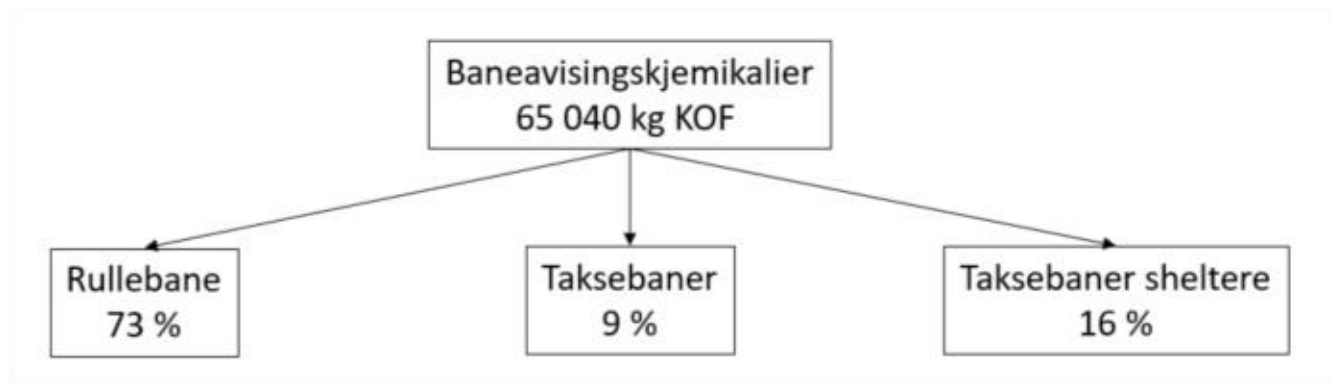 Baneavisingskjemikalier
65 040 kg KOF
Rullebane
73 %
Taksebaner
9 %
Taksebaner sheltere
16 %